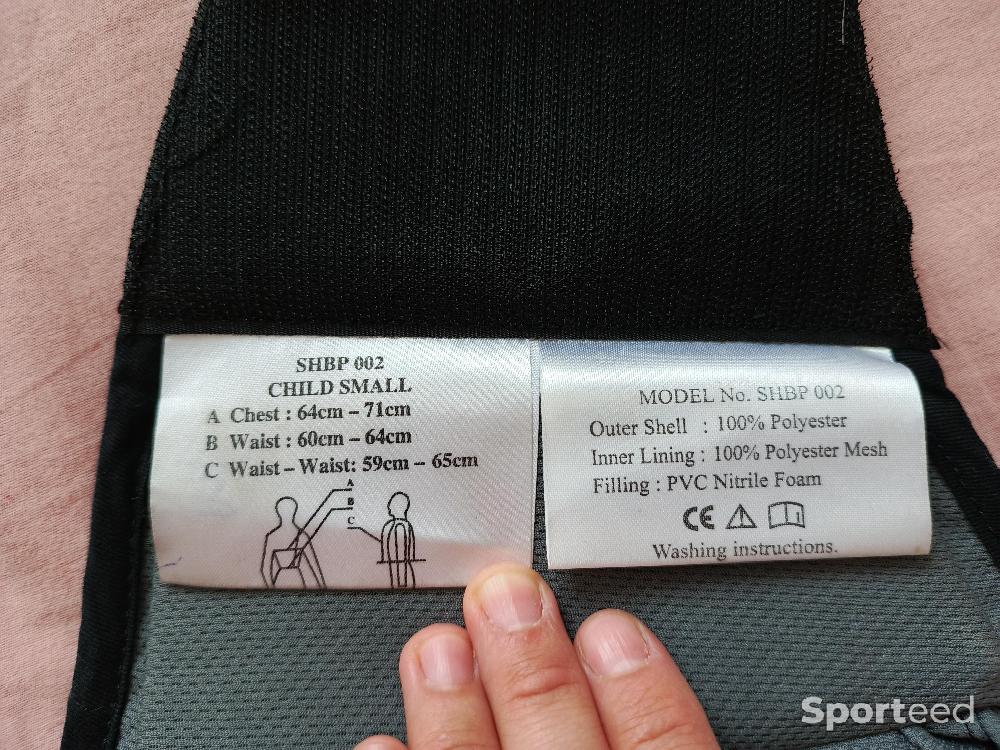 SHBP 002
CHILD SMALL
A Chest : 64cm – 71cm
B Waist : 60cm – 64cm
C Waist – Waist: 59cm – 65cm
A
B
C
MODEL No. SHBP 002
Outer Shell : 100% Polyester
Inner Lining : 100% Polyester Mesh
Filling : PVC Nitrile Foam
CE
Washing instructions.
Sporteed